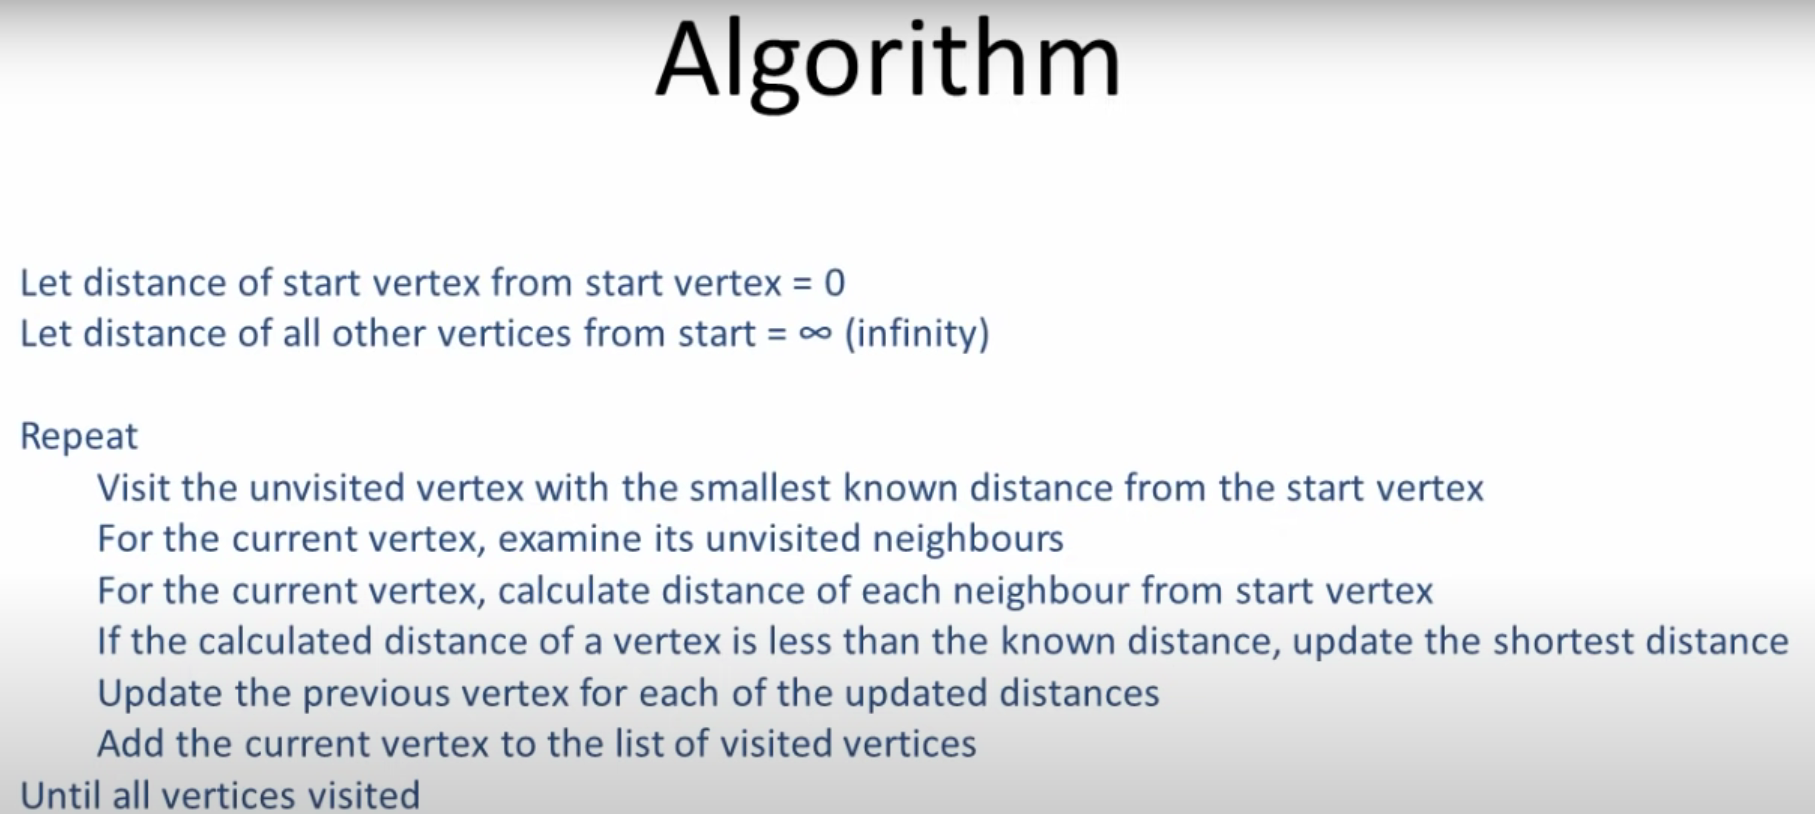 Algorithm
Let distance of start vertex from start vertex = 0
Let distance of all other vertices from start = ∞ (infinity)
Repeat
Visit the unvisited vertex with the smallest known distance from the start vertex
For the current vertex, examine its unvisited neighbours
For the current vertex, calculate distance of each neighbour from start vertex
If the calculated distance of a vertex is less than the known distance, update the shortest distance
Update the previous vertex for each of the updated distances
Add the current vertex to the list of visited vertices
Until all vertices visited